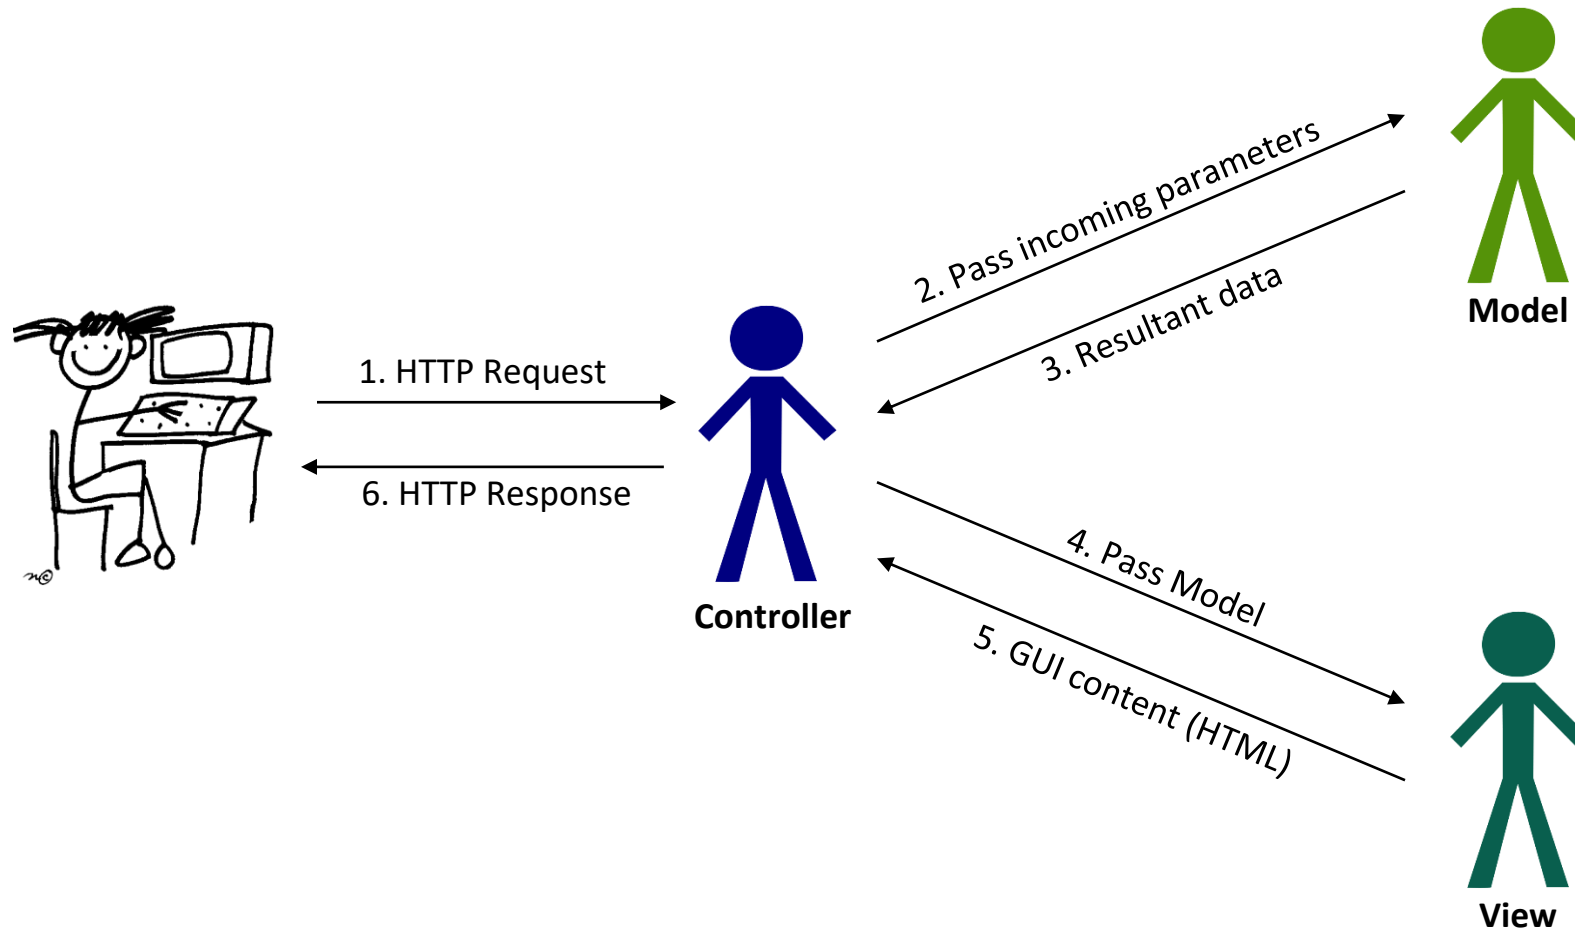 1. HTTP Request
6. HTTP Response
Controller
2. Pass incoming parameters
3. Resultant data
Model
4. Pass Model
5. GUI content (HTML)
View